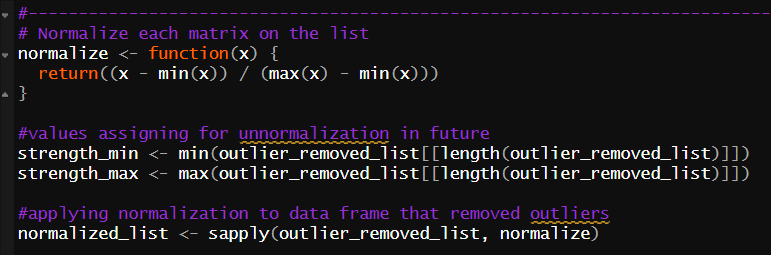 #---------------------------------------------------------------------------------
# Normalize each matrix on the list
normalize <- function(x) {
  return((x - min(x)) / (max(x) - min(x)))
}
#values assigning for unnormalization in future
strength_min <- min(outlier_removed_list[[length(outlier_removed_list)]])
strength_max <- max(outlier_removed_list[[length(outlier_removed_list)]])
#applying normalization to data frame that removed outliers
normalized_list <- sapply(outlier_removed_list, normalize)